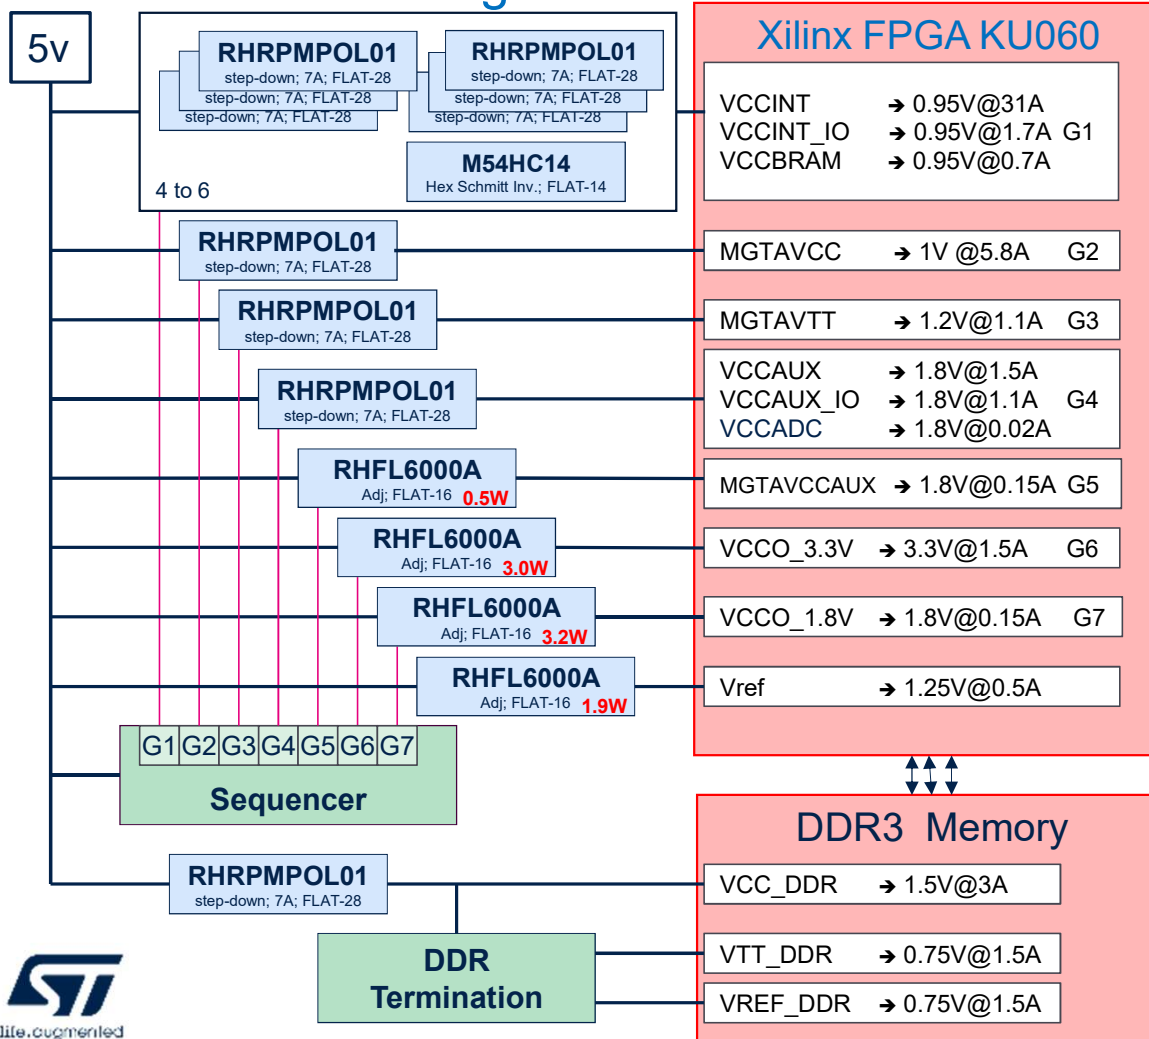 5v
RHRPMPOL01
step-down; 7A; FLAT-28
step-down; 7A; FLAT-28
step-down; 7A; FLAT-28
RHRPMPOL01
step-down; 7A; FLAT-28
step-down; 7A; FLAT-28
step-down; 7A; FLAT-28
M54HC14
Hex Schmitt Inv.; FLAT-14
4 to 6
Xilinx FPGA KU060
VCCINT ➔ 0.95V@31A
VCCINT_IO ➔ 0.95V@1.7A G1
VCCBRAM ➔ 0.95V@0.7A
RHRPMPOL01
step-down; 7A; FLAT-28
MGTAVCC ➔ 1V @5.8A G2
RHRPMPOL01
step-down; 7A; FLAT-28
MGTAVTT ➔ 1.2V@1.1A G3
RHRPMPOL01
step-down; 7A; FLAT-28
VCCAUX ➔ 1.8V@1.5A
VCCAUX_IO ➔ 1.8V@1.1A G4
VCCADC ➔ 1.8V@0.02A
RHFL6000A
Adj; FLAT-16 0.5W
MGTAVCCAUX ➔ 1.8V@0.15A G5
RHFL6000A
Adj; FLAT-16 3.0W
VCCO_3.3V ➔ 3.3V@1.5A G6
RHFL6000A
Adj; FLAT-16 3.2W
VCCO_1.8V ➔ 1.8V@0.15A G7
RHFL6000A
Adj; FLAT-16 1.9W
Vref ➔ 1.25V@0.5A
G1 G2 G3 G4 G5 G6 G7
Sequencer
DDR3 Memory
RHRPMPOL01
step-down; 7A; FLAT-28
VCC_DDR ➔ 1.5V@3A
DDR
Termination
VTT_DDR ➔ 0.75V@1.5A
VREF_DDR ➔ 0.75V@1.5A
ST
life.augmented